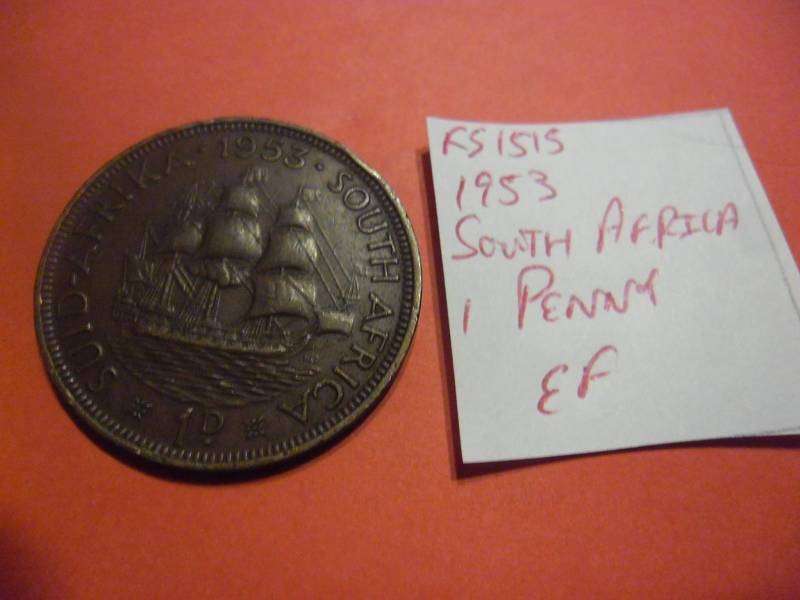 SUID-AFRIKA · 1953 · SOUTH AFRICA
1D
FS1515
1953
SOUTH AFRICA
1 PENNY
EF